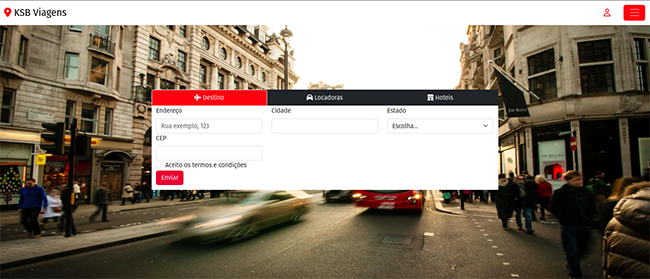 KSB Viagens
Destino Locadoras Hoteis
Endereço Cidade Estado
Rua exemplo, 123 Escolha...
CEP
Aceito os termos e condições
Enviar